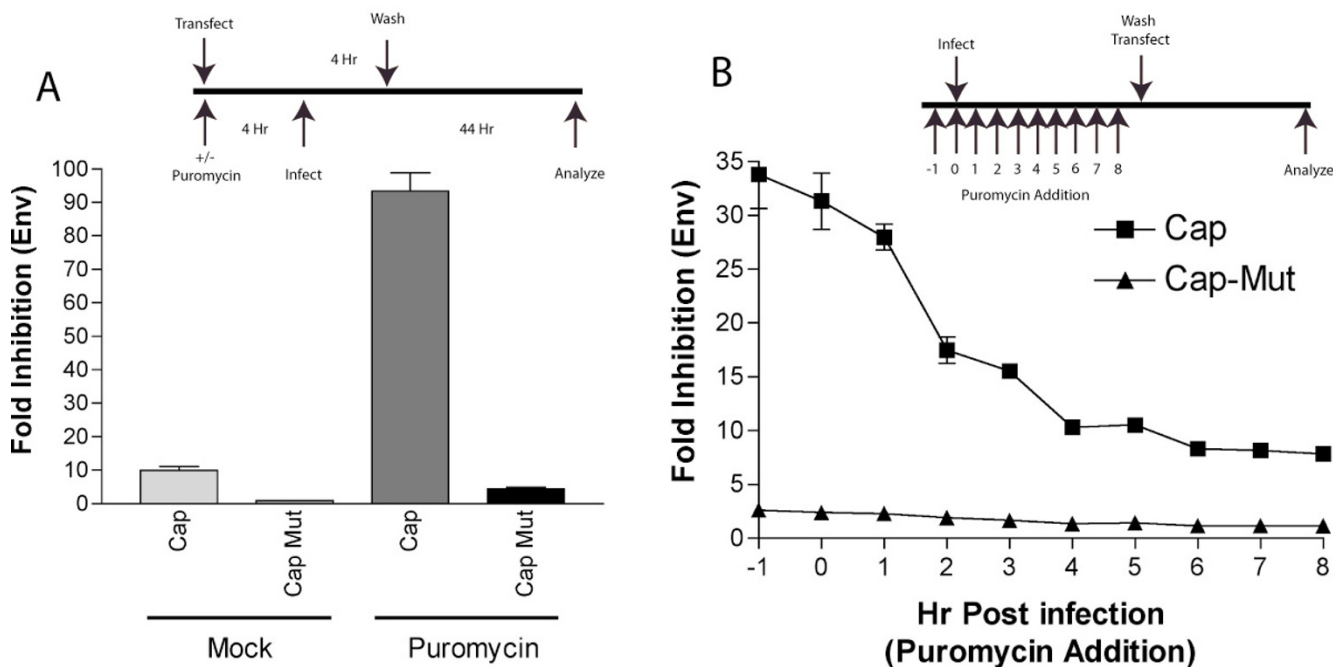 A
Transfect
Wash
4 Hr
4 Hr
44 Hr
+/-
Puromycin
Infect
Analyze
Fold Inhibition (Env)
100
90
80
70
60
50
40
30
20
10
0
Cap
Cap Mut
Cap
Cap Mut
Mock
Puromycin
B
Wash
Transfect
Infect
-1 0 1 2 3 4 5 6 7 8
Puromycin Addition
Analyze
Cap
Cap-Mut
Fold Inhibition (Env)
35
30
25
20
15
10
5
0
-1 0 1 2 3 4 5 6 7 8
Hr Post infection
(Puromycin Addition)